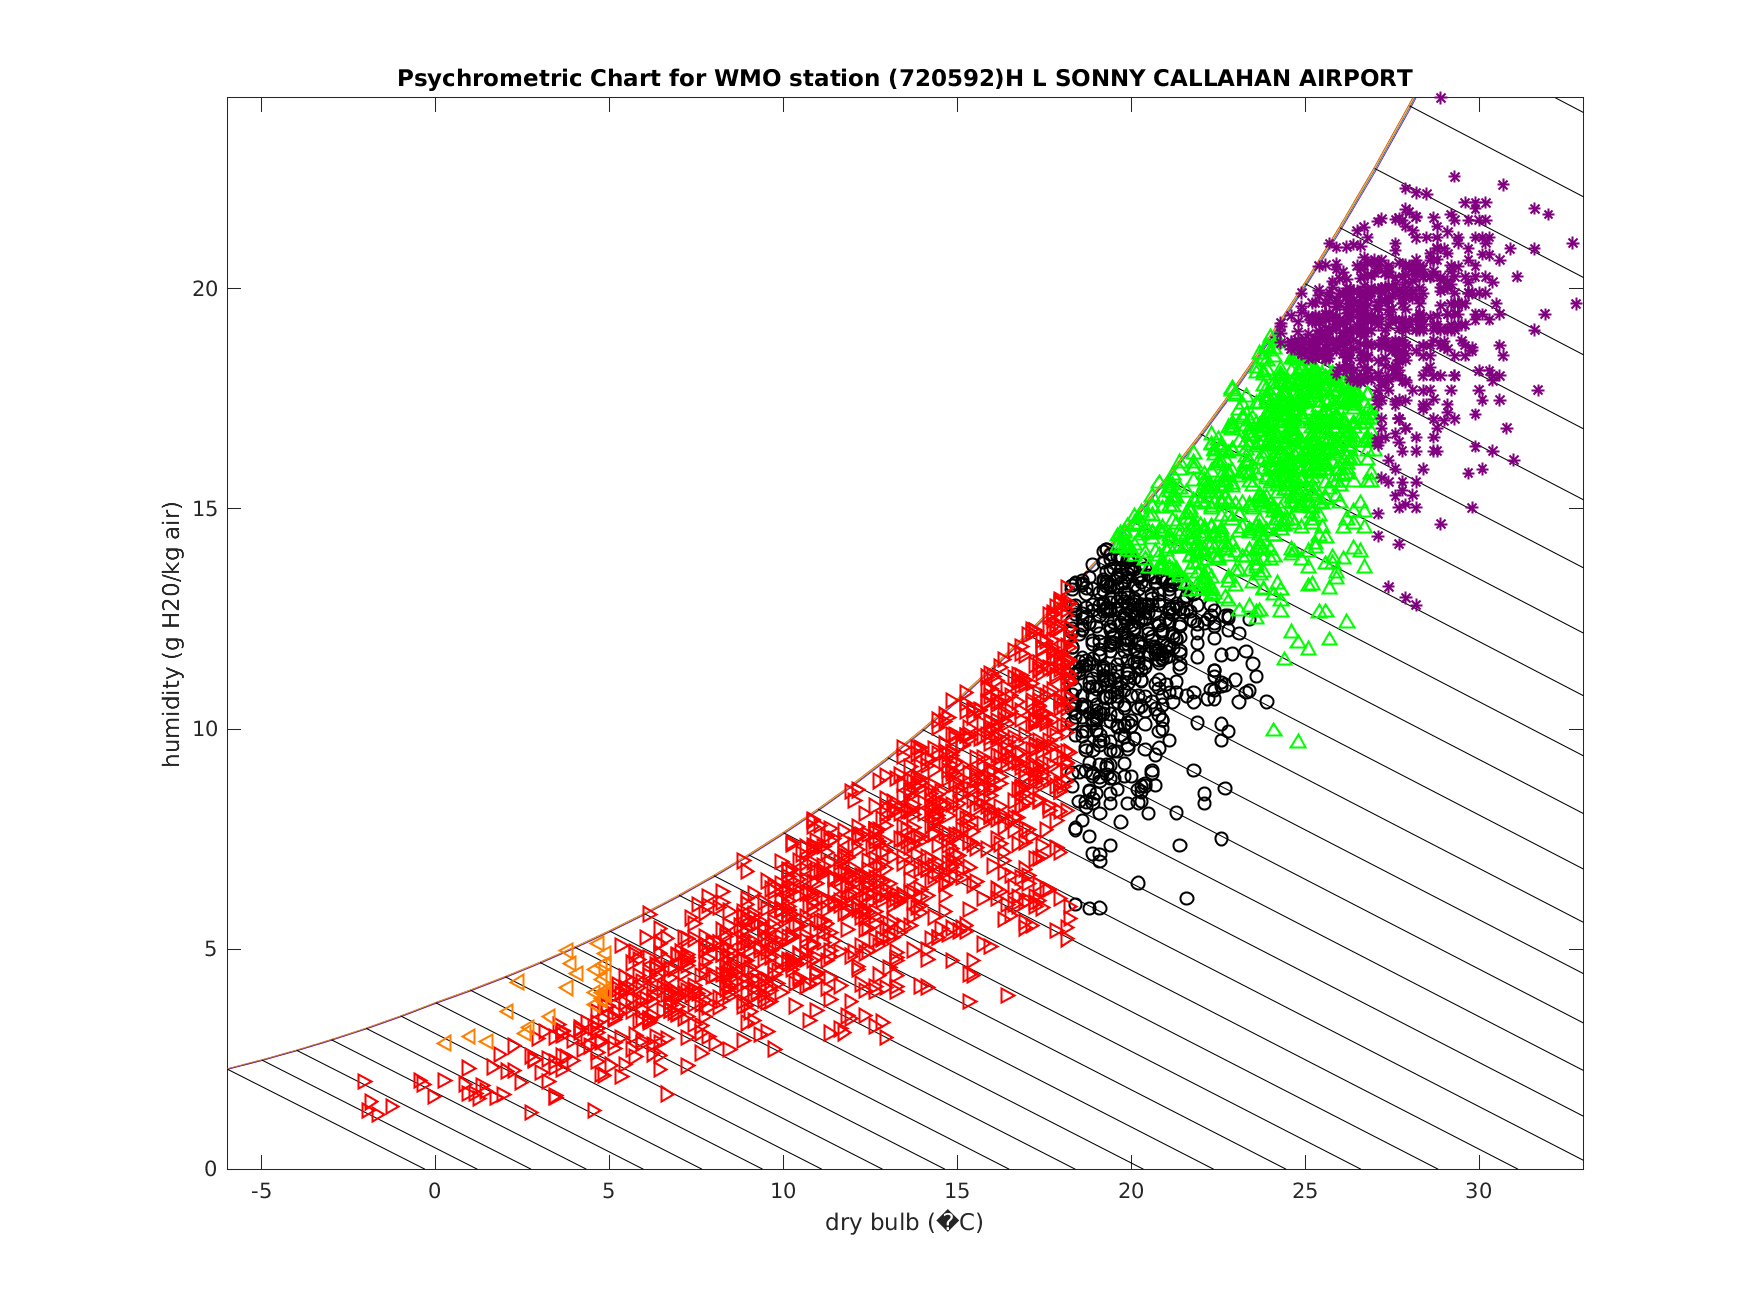 Psychrometric Chart for WMO station (720592)H L SONNY CALLAHAN AIRPORT
humidity (g H20/kg air)
20
15
10
5
0
-5 0 5 10 15 20 25 30
dry bulb (�C)